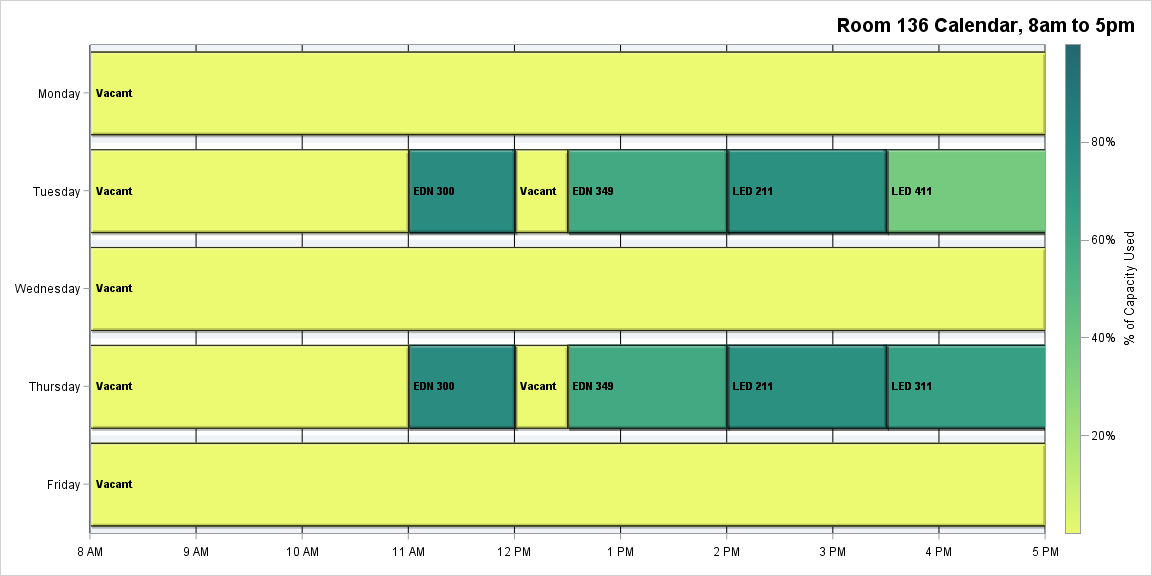 Room 136 Calendar, 8am to 5pm
Monday
Vacant
Tuesday
Vacant
EDN 300
Vacant
EDN 349
LED 211
LED 411
Wednesday
Vacant
Thursday
Vacant
EDN 300
Vacant
EDN 349
LED 211
LED 311
Friday
Vacant
8 AM
9 AM
10 AM
11 AM
12 PM
1 PM
2 PM
3 PM
4 PM
5 PM
80%
60%
40%
20%
% of Capacity Used